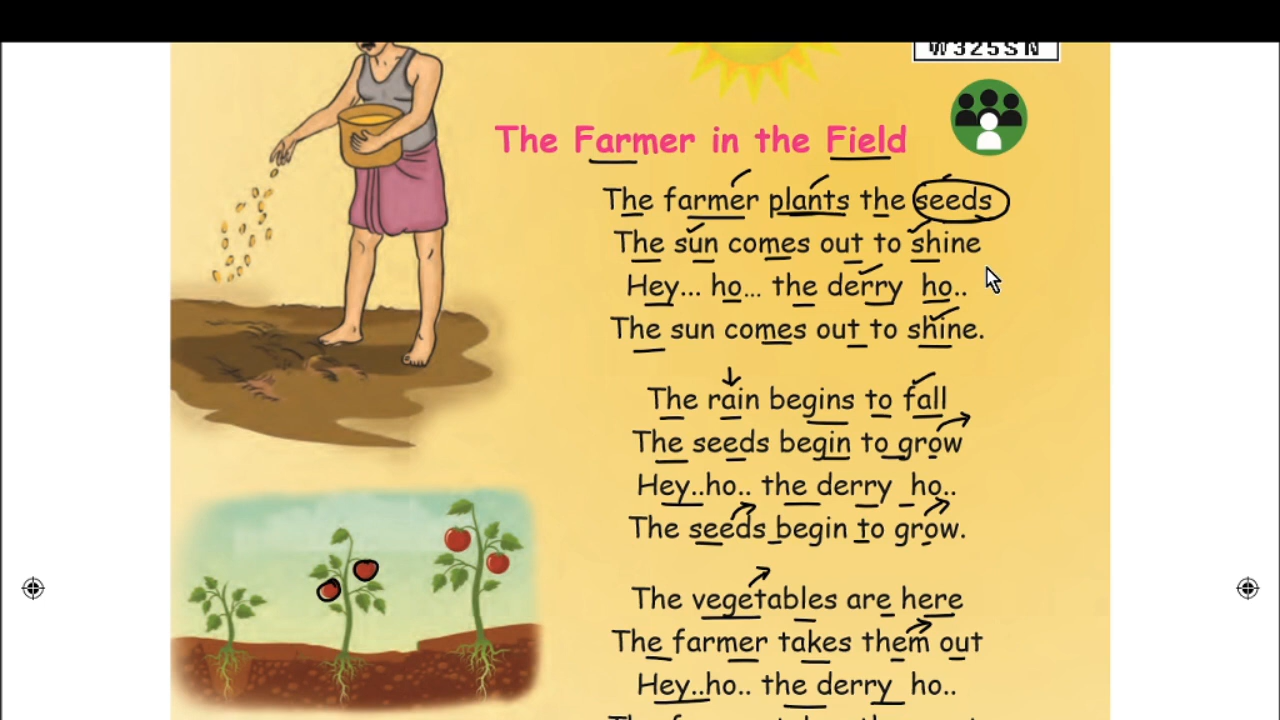 W325SN
The Farmer in the Field
The farmer plants the seeds
The sun comes out to shine
Hey... ho... the derry ho..
The sun comes out to shine.
The rain begins to fall
The seeds begin to grow
Hey..ho.. the derry ho..
The seeds begin to grow.
The vegetables are here
The farmer takes them out
Hey..ho.. the derry ho..